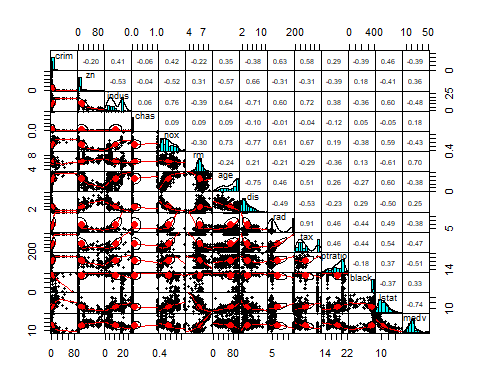 0 80 0.0 1.0 4 7 2 10 200 0 400 10 50
crim -0.20 0.41 -0.06 0.42 -0.22 0.35 -0.38 0.63 0.58 0.29 -0.39 0.46 -0.39 0
0 zn -0.53 -0.04 -0.52 0.31 -0.57 0.66 -0.31 -0.31 -0.39 0.18 -0.41 0.36
indus 0.06 0.76 -0.39 0.64 -0.71 0.60 0.72 0.38 -0.36 0.60 -0.48 0 25
0.0 chas 0.09 0.09 0.09 -0.10 -0.01 -0.04 -0.12 0.05 -0.05 0.18
nox -0.30 0.73 -0.77 0.61 0.67 0.19 -0.38 0.59 -0.43 0.4
4 8 rm -0.24 0.21 -0.21 -0.29 -0.36 0.13 -0.61 0.70
age -0.75 0.46 0.51 0.26 -0.27 0.60 -0.38 0
2 dis -0.49 -0.53 -0.23 0.29 -0.50 0.25
rad 0.91 0.46 -0.44 0.49 -0.38 5
200 tax 0.46 -0.44 0.54 -0.47
ptratio -0.18 0.37 -0.51 14
0 black -0.37 0.33
lstat -0.74 10
10 medv
0 80 0 20 0.4 0 80 5 14 22 10